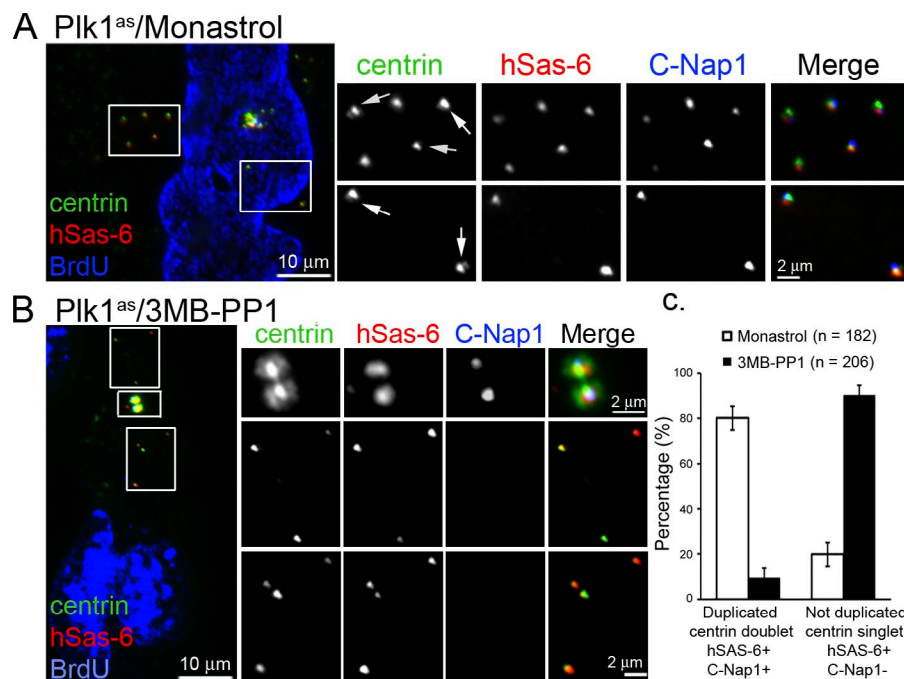 A Plk1as/Monastrol
centrin hSas-6 C-Nap1 Merge
centrin
hSas-6
BrdU
10 µm
2 µm
B Plk1as/3MB-PP1
centrin hSas-6 C-Nap1 Merge
2 µm
centrin
hSas-6
BrdU
10 µm
2 µm
c.
Monastrol (n = 182)
3MB-PP1 (n = 206)
Percentage (%)
100
80
60
40
20
0
Duplicated Not duplicated
centrin doublet centrin singlet
hSAS-6+ hSAS-6+
C-Nap1+ C-Nap1-